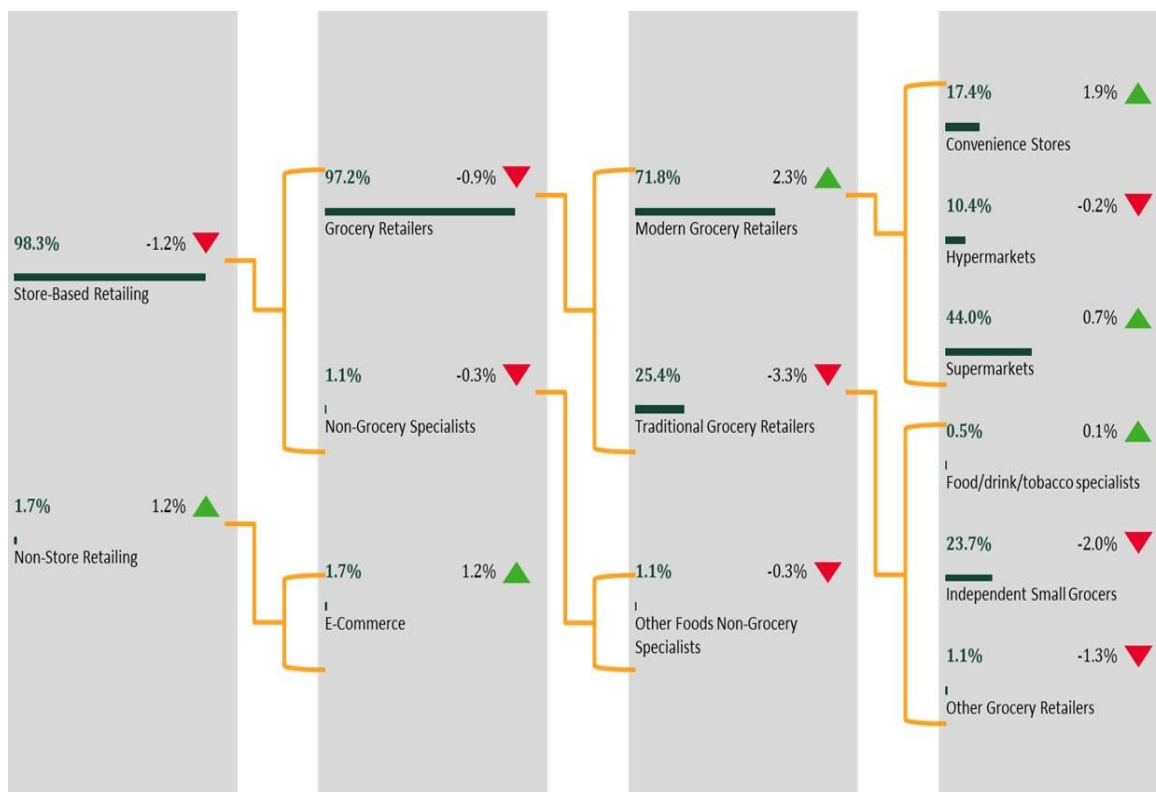 98.3% -1.2%
Store-Based Retailing
1.7% 1.2%
Non-Store Retailing
97.2% -0.9%
Grocery Retailers
1.1% -0.3%
Non-Grocery Specialists
1.7% 1.2%
E-Commerce
71.8% 2.3%
Modern Grocery Retailers
25.4% -3.3%
Traditional Grocery Retailers
1.1% -0.3%
Other Foods Non-Grocery
Specialists
17.4% 1.9%
Convenience Stores
10.4% -0.2%
Hypermarkets
44.0% 0.7%
Supermarkets
0.5% 0.1%
Food/drink/tobacco specialists
23.7% -2.0%
Independent Small Grocers
1.1% -1.3%
Other Grocery Retailers